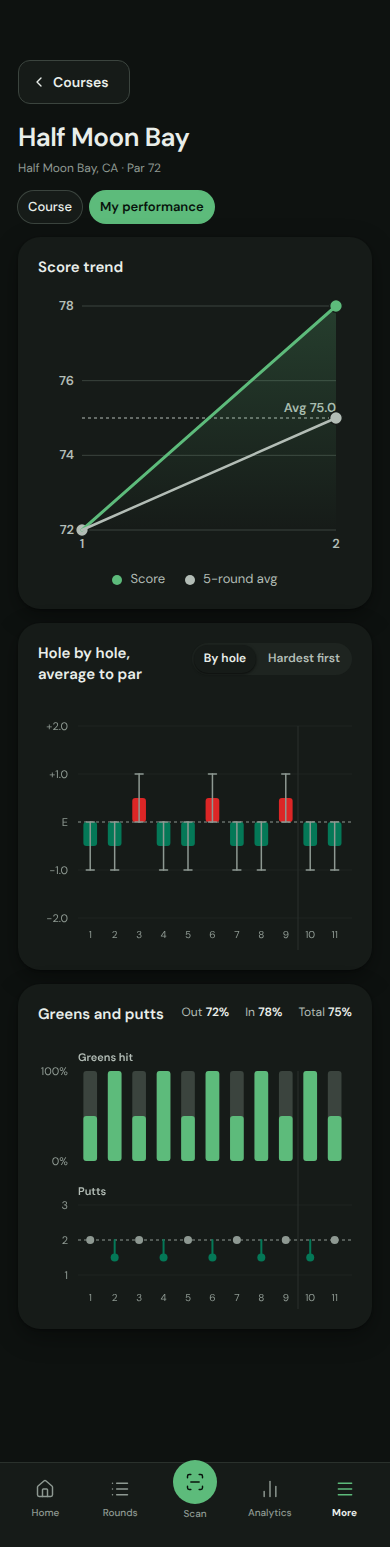 Courses
Half Moon Bay
Half Moon Bay, CA · Par 72
Course My performance
Score trend
78
76
Avg 75.0
74
72
1 2
Score 5-round avg
Hole by hole,
average to par
By hole Hardest first
+2.0
+1.0
E
−1.0
−2.0
1 2 3 4 5 6 7 8 9 10 11
Greens and putts Out 72% In 78% Total 75%
Greens hit
100%
0%
Putts
3
2
1
1 2 3 4 5 6 7 8 9 10 11
Home Rounds Scan Analytics More